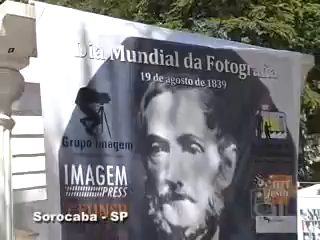 Dia Mundial da Fotografia
19 de agosto de 1839
Grupo Imagem
IMAGEM
PRESS
Sorocaba - SP